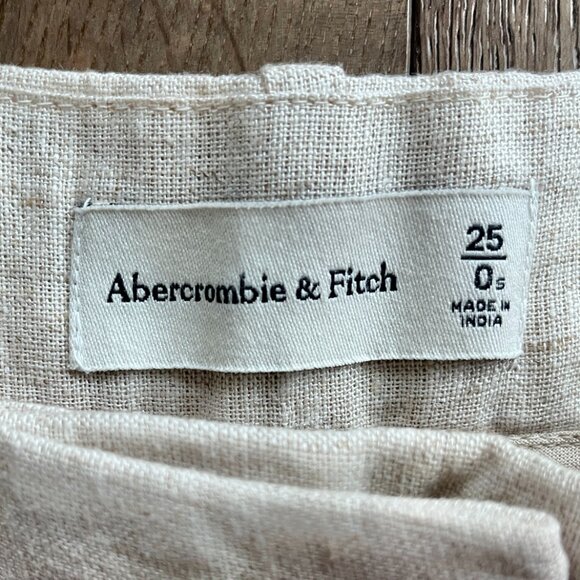 Abercrombie & Fitch
25
0s
MADE IN
INDIA